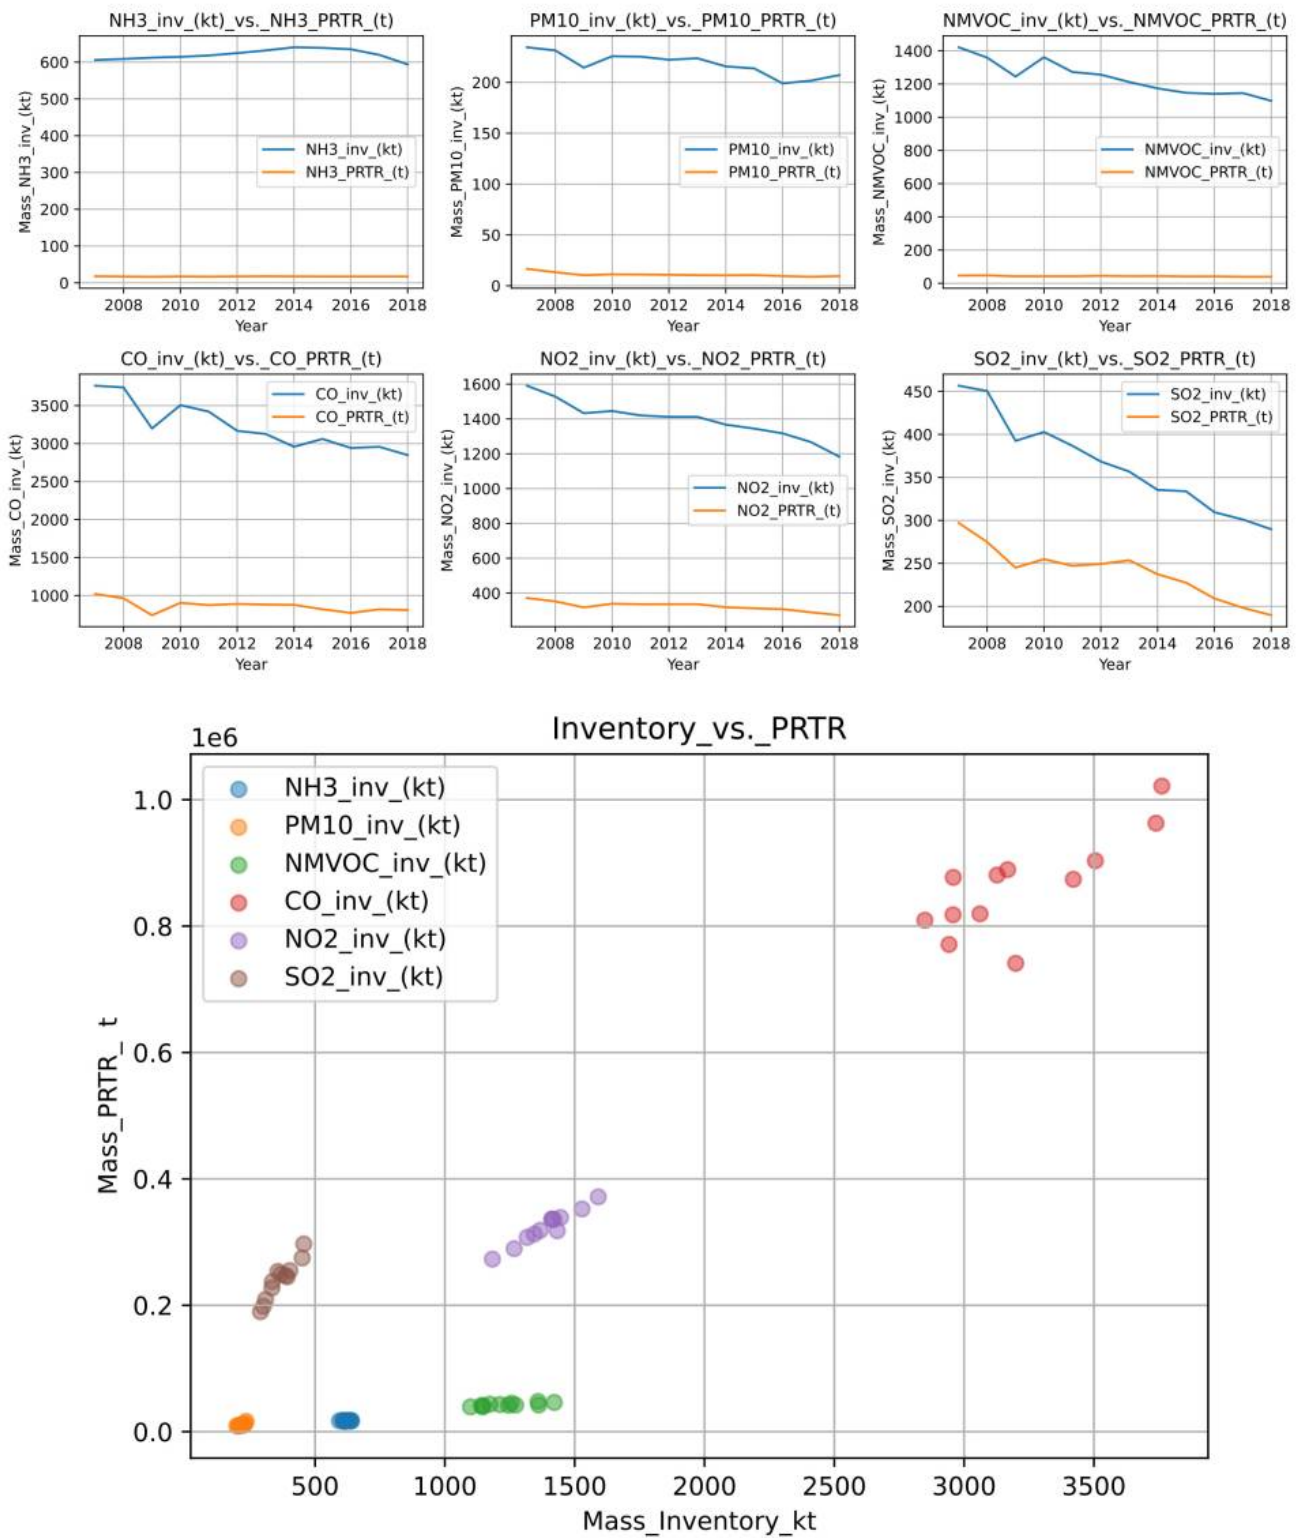 NH3_inv_(kt)_vs._NH3_PRTR_(t)
Mass_NH3_inv_(kt)
600
500
400
300
200
100
0
NH3_inv_(kt)
NH3_PRTR_(t)
2008 2010 2012 2014 2016 2018
Year
PM10_inv_(kt)_vs._PM10_PRTR_(t)
Mass_PM10_inv_(kt)
200
150
100
50
0
PM10_inv_(kt)
PM10_PRTR_(t)
2008 2010 2012 2014 2016 2018
Year
NMVOC_inv_(kt)_vs._NMVOC_PRTR_(t)
Mass_NMVOC_inv_(kt)
1400
1200
1000
800
600
400
200
0
NMVOC_inv_(kt)
NMVOC_PRTR_(t)
2008 2010 2012 2014 2016 2018
Year
CO_inv_(kt)_vs._CO_PRTR_(t)
Mass_CO_inv_(kt)
3500
3000
2500
2000
1500
1000
CO_inv_(kt)
CO_PRTR_(t)
2008 2010 2012 2014 2016 2018
Year
NO2_inv_(kt)_vs._NO2_PRTR_(t)
Mass_NO2_inv_(kt)
1600
1400
1200
1000
800
600
400
NO2_inv_(kt)
NO2_PRTR_(t)
2008 2010 2012 2014 2016 2018
Year
SO2_inv_(kt)_vs._SO2_PRTR_(t)
Mass_SO2_inv_(kt)
450
400
350
300
250
200
SO2_inv_(kt)
SO2_PRTR_(t)
2008 2010 2012 2014 2016 2018
Year
Inventory_vs._PRTR
1e6
Mass_PRTR_ t
1.0
0.8
0.6
0.4
0.2
0.0
NH3_inv_(kt)
PM10_inv_(kt)
NMVOC_inv_(kt)
CO_inv_(kt)
NO2_inv_(kt)
SO2_inv_(kt)
500 1000 1500 2000 2500 3000 3500
Mass_Inventory_kt